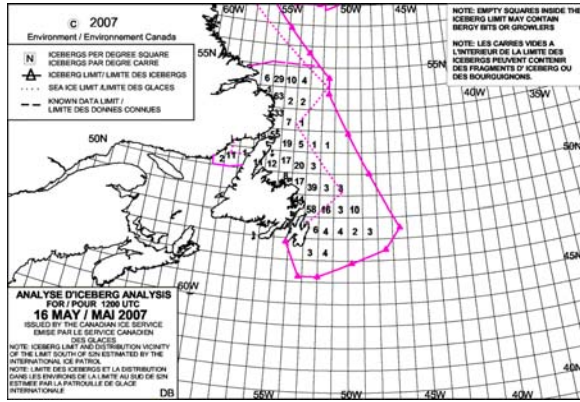 © 2007
Environment / Environnement Canada
N ICEBERGS PER DEGREE SQUARE
ICEBERGS PAR DEGRE CARRE
ICEBERG LIMIT/LIMITE DES ICEBERGS
SEA ICE LIMIT /LIMITE DES GLACES
KNOWN DATA LIMIT /
LIMITE DES DONNES CONNUES
NOTE: EMPTY SQUARES INSIDE THE
ICEBERG LIMIT MAY CONTAIN
BERGY BITS OR GROWLERS
NOTE: LES CARRES VIDES A
L'INTERIEUR DE LA LIMITE DES
ICEBERGS PEUVENT CONTENIR
DES FRAGMENTS D' ICEBERG OU
DES BOURGUIGNONS.
60W 55W 50W 45W
55N
55N
40W 35W
50N
50N
45N
45N
40N
60W
55W 50W 45W 40W
6 29 10 4
63 2 2
33
7 1
19 5 1 1
2 11 1
12 17 20 3
17
39 3 3
58 16 3 10
6 4 4 2 3
3 4
ANALYSE D'ICEBERG ANALYSIS
FOR / POUR 1200 UTC
16 MAY / MAI 2007
ISSUED BY THE CANADIAN ICE SERVICE
EMISE PAR LE SERVICE CANADIEN
DES GLACES
NOTE: ICEBERG LIMIT AND DISTRIBUTION VICINITY
OF THE LIMIT SOUTH OF 52N ESTIMATED BY THE
INTERNATIONAL ICE PATROL
NOTE: LIMITE DES ICEBERGS ET LA DISTRIBUTION
DANS LES ENVIRONS DE LA LIMITE AU SUD DE 52N
ESTIMEE PAR LA PATROUILLE DE GLACE
INTERNATIONALE
DB